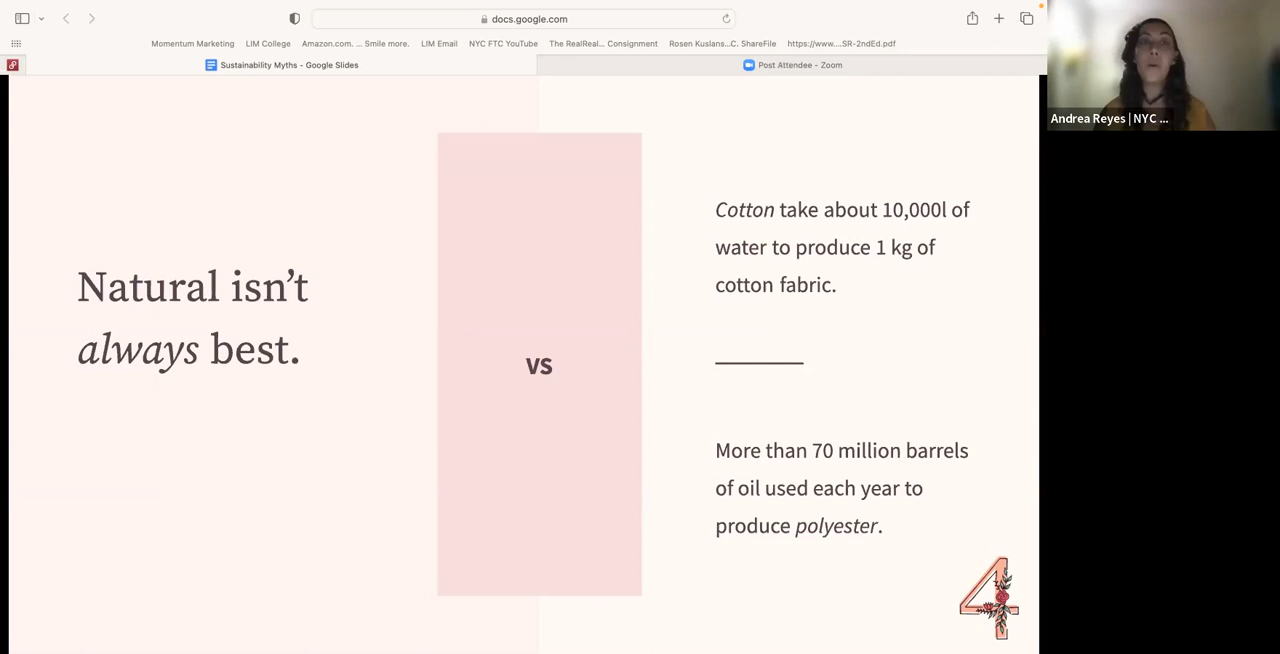 docs.google.com
Momentum Marketing
LIM College
Amazon.com. ... Smile more.
LIM Email
NYC FTC YouTube
The RealReal... Consignment
Rosen Kuslans...C. ShareFile
https://www....SR-2ndEd.pdf
Sustainability Myths - Google Slides
Post Attendee - Zoom
Andrea Reyes | NYC ...
Natural isn't
always best.
VS
Cotton take about 10,000l of
water to produce 1 kg of
cotton fabric.
More than 70 million barrels
of oil used each year to
produce polyester.
4